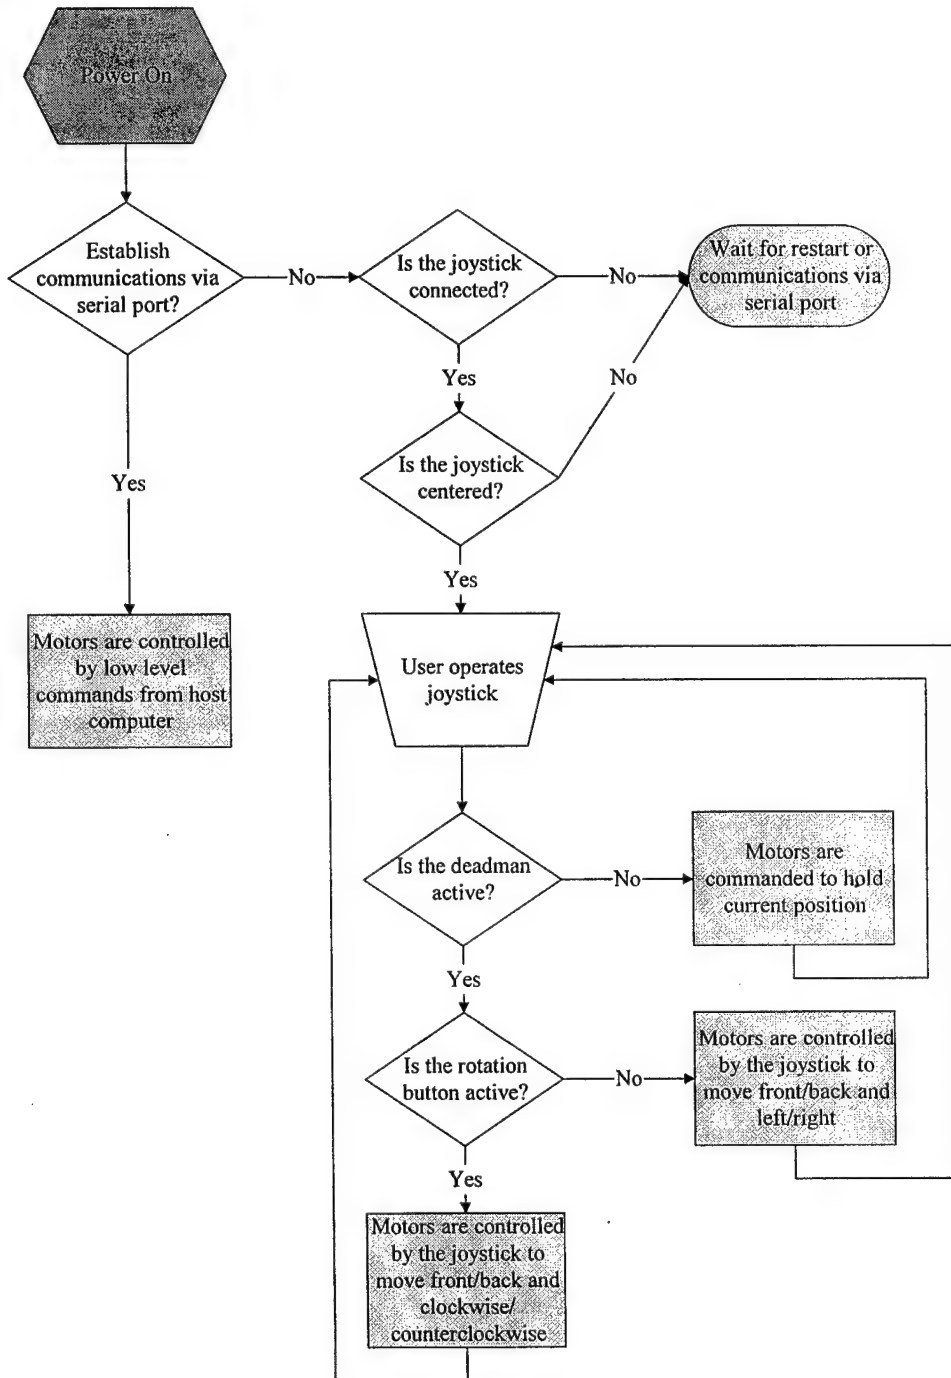 Power On
Establish
communications via
serial port?
No
Is the joystick
connected?
No
Wait for restart or
communications via
serial port
Yes
No
Is the joystick
centered?
Yes
Yes
Motors are controlled
by low level
commands from host
computer
User operates
joystick
Is the deadman
active?
No
Motors are
commanded to hold
current position
Yes
Is the rotation
button active?
No
Motors are controlled
by the joystick to
move front/back and
left/right
Yes
Motors are controlled
by the joystick to
move front/back and
clockwise/
counterclockwise